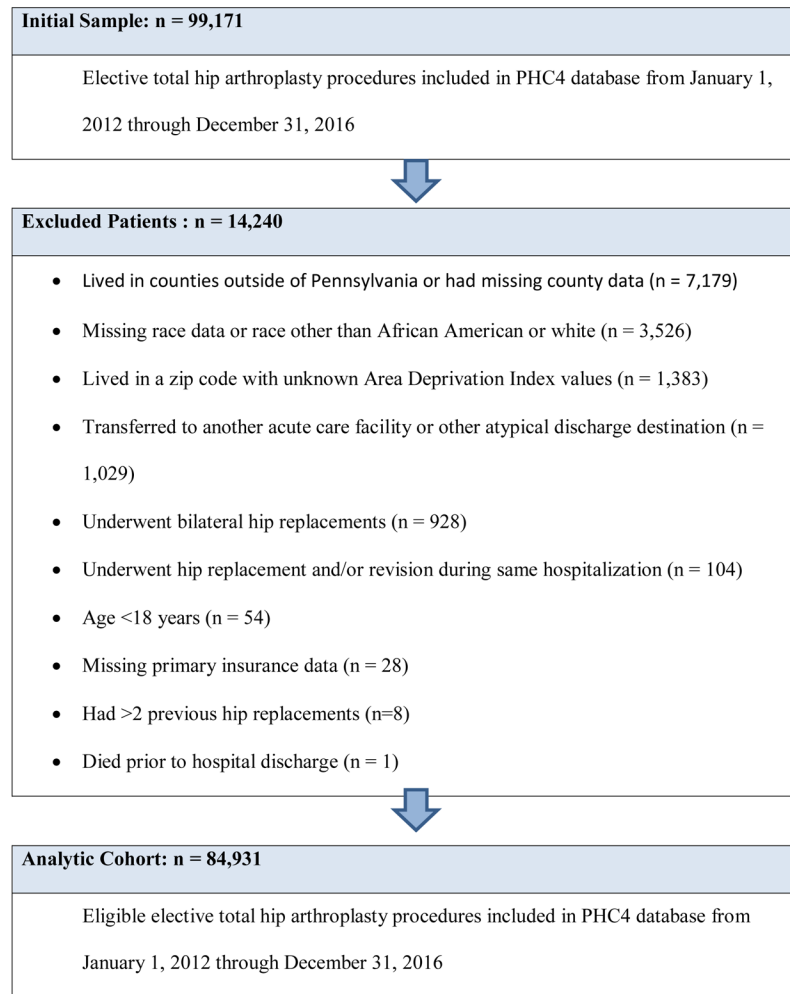 Initial Sample: n = 99,171
Elective total hip arthroplasty procedures included in PHC4 database from January 1,
2012 through December 31, 2016
Excluded Patients : n = 14,240
• Lived in counties outside of Pennsylvania or had missing county data (n = 7,179)
• Missing race data or race other than African American or white (n = 3,526)
• Lived in a zip code with unknown Area Deprivation Index values (n = 1,383)
• Transferred to another acute care facility or other atypical discharge destination (n =
1,029)
• Underwent bilateral hip replacements (n = 928)
• Underwent hip replacement and/or revision during same hospitalization (n = 104)
• Age <18 years (n = 54)
• Missing primary insurance data (n = 28)
• Had >2 previous hip replacements (n=8)
• Died prior to hospital discharge (n = 1)
Analytic Cohort: n = 84,931
Eligible elective total hip arthroplasty procedures included in PHC4 database from
January 1, 2012 through December 31, 2016